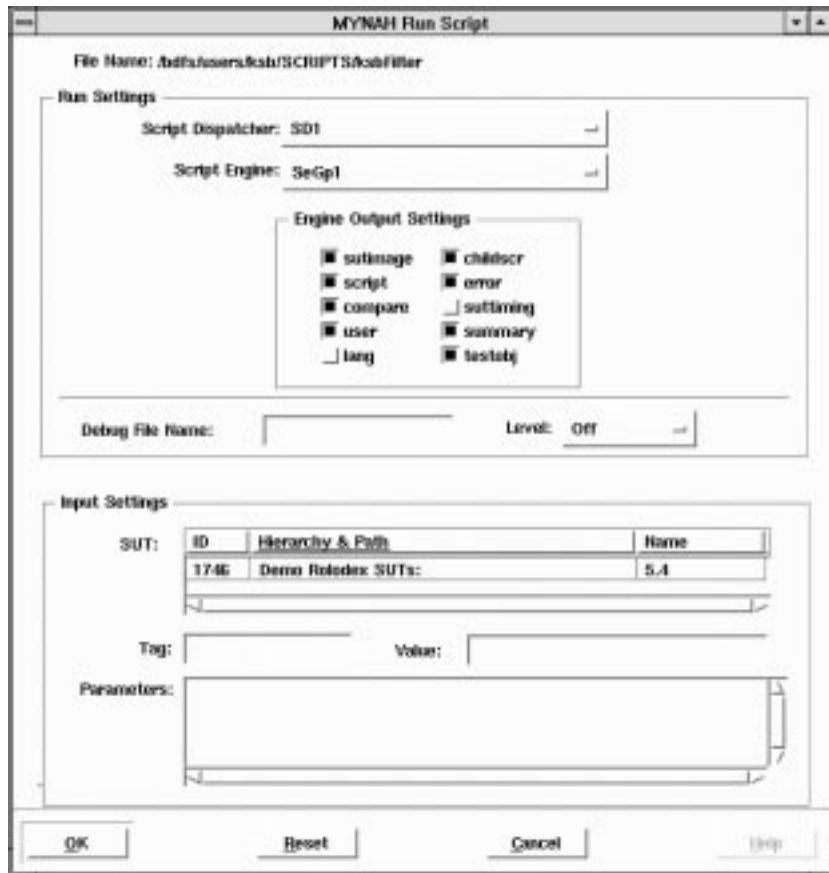 MYNAH Run Script
File Name: /bdfs/users/ksb/SCRIPTS/ksbFilter
Run Settings
Script Dispatcher: SD1
Script Engine: SeGp1
Engine Output Settings
sutimage childscr
script error
compare suttiming
user summary
lang testobj
Debug File Name: Level: Off
Input Settings
SUT: ID Hierarchy & Path Name
1746 Demo Rolodex SUTs: 5.4
Tag: Value:
Parameters:
OK Reset Cancel Help